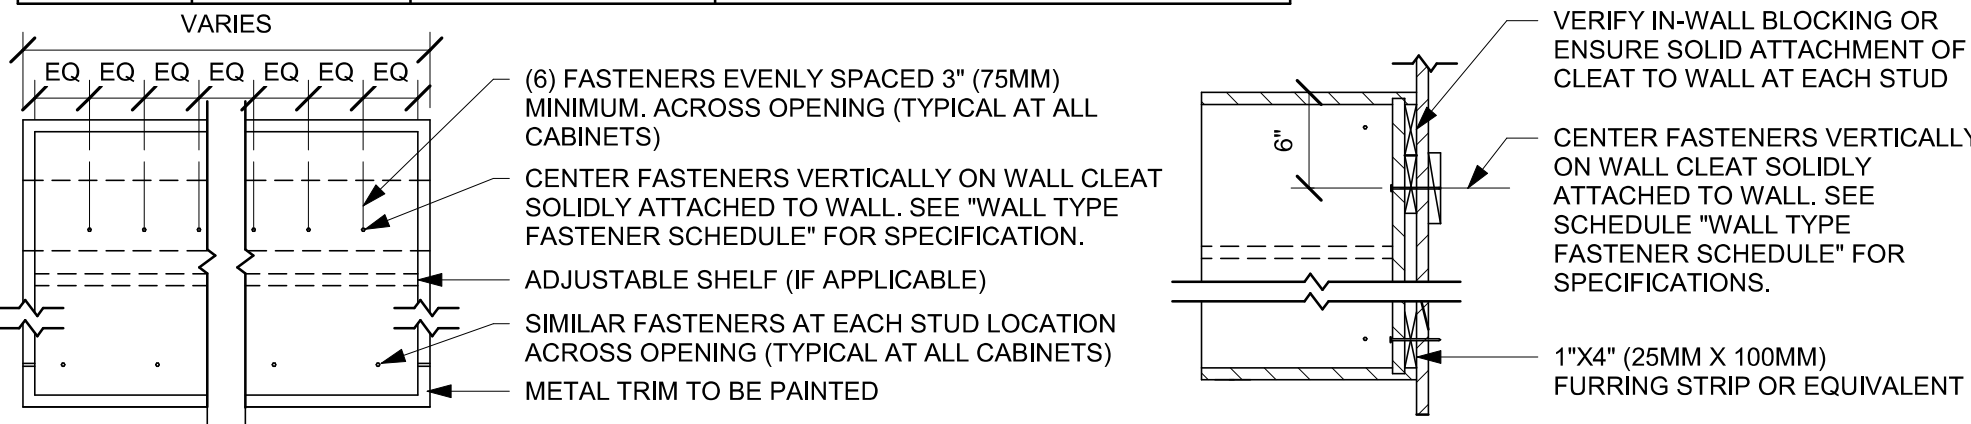 VARIES
EQ EQ EQ EQ EQ EQ EQ
(6) FASTENERS EVENLY SPACED 3" (75MM)
MINIMUM. ACROSS OPENING (TYPICAL AT ALL
CABINETS)
CENTER FASTENERS VERTICALLY ON WALL CLEAT
SOLIDLY ATTACHED TO WALL. SEE "WALL TYPE
FASTENER SCHEDULE" FOR SPECIFICATION.
ADJUSTABLE SHELF (IF APPLICABLE)
SIMILAR FASTENERS AT EACH STUD LOCATION
ACROSS OPENING (TYPICAL AT ALL CABINETS)
METAL TRIM TO BE PAINTED
6"
VERIFY IN-WALL BLOCKING OR
ENSURE SOLID ATTACHMENT OF
CLEAT TO WALL AT EACH STUD
CENTER FASTENERS VERTICALLY
ON WALL CLEAT SOLIDLY
ATTACHED TO WALL. SEE
SCHEDULE "WALL TYPE
FASTENER SCHEDULE" FOR
SPECIFICATIONS.
1"X4" (25MM X 100MM)
FURRING STRIP OR EQUIVALENT